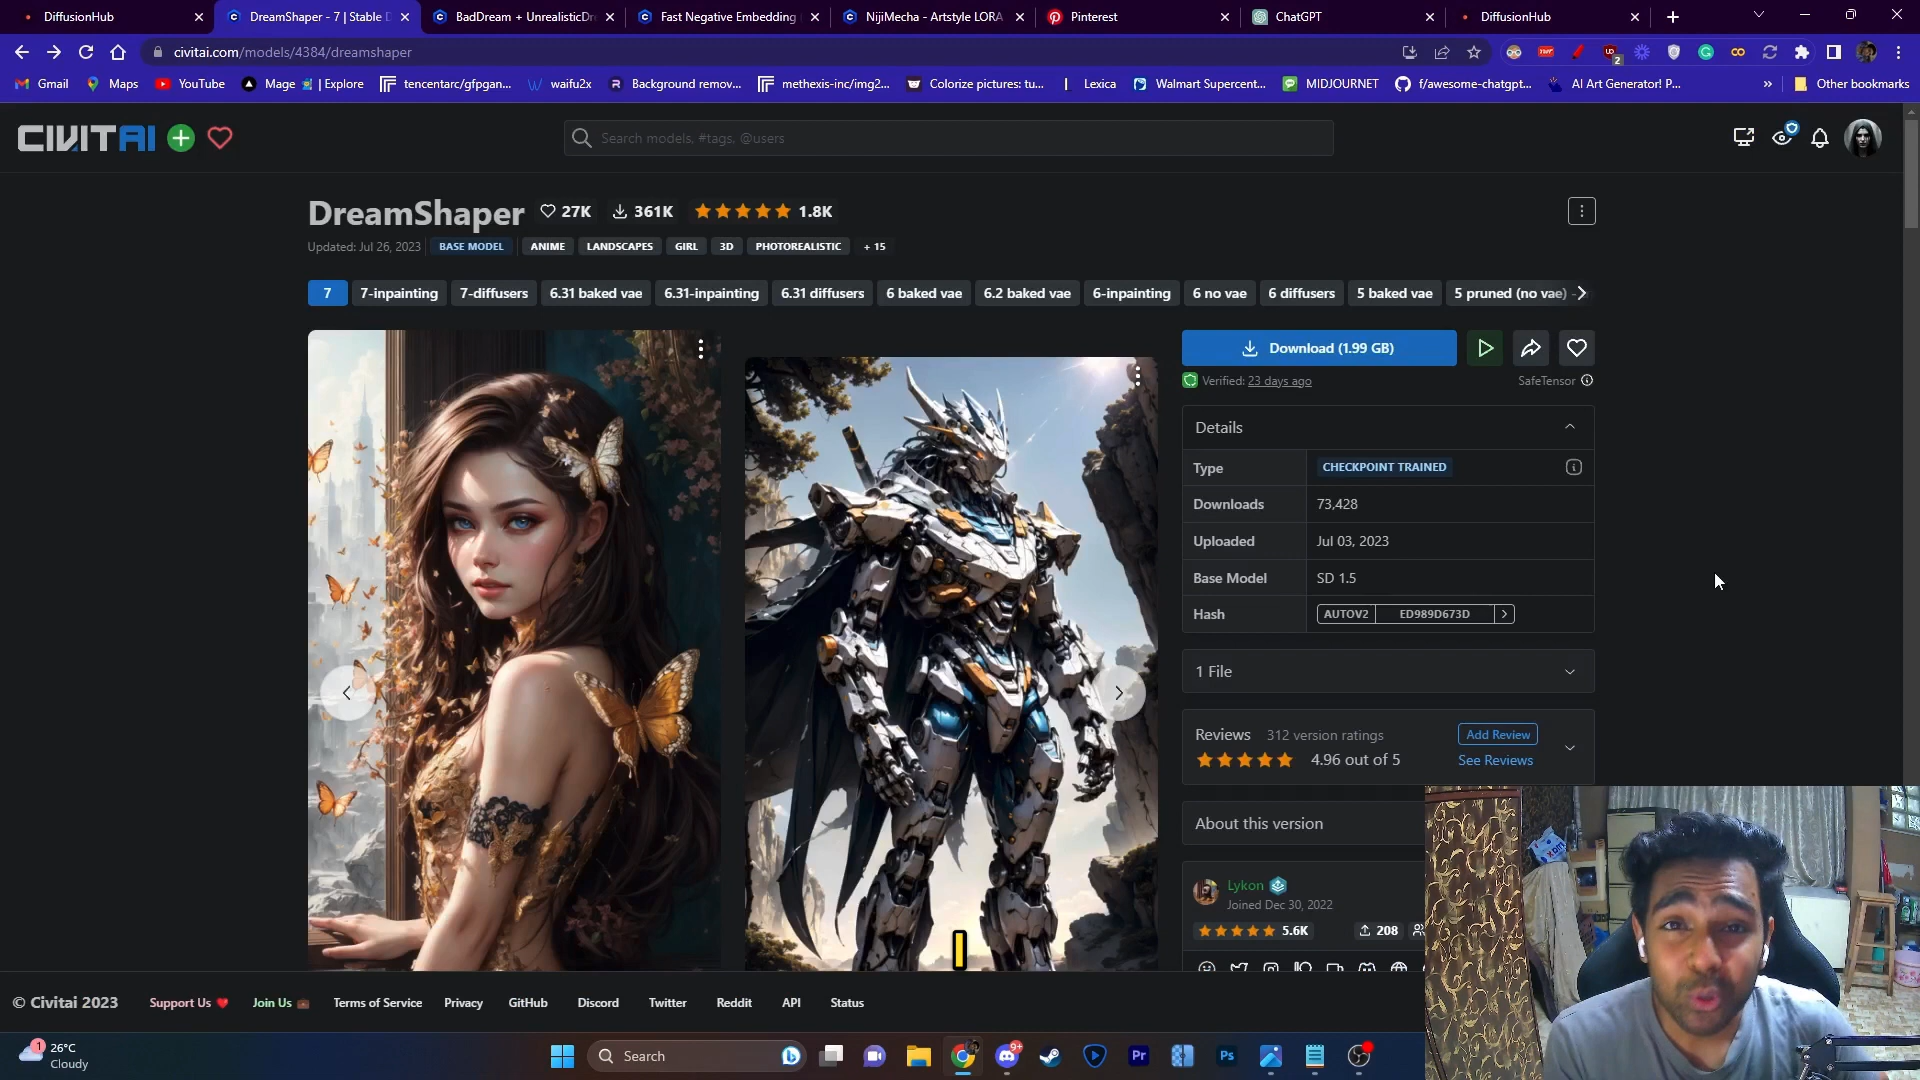 DiffusionHub
DreamShaper - 7 | Stable D
BadDream + UnrealisticDr
Fast Negative Embedding
NijiMecha - Artstyle LORA
Pinterest
ChatGPT
DiffusionHub
civitai.com/models/4384/dreamshaper
2
Gmail
Maps
YouTube
Mage | Explore
tencentarc/gfpgan...
waifu2x
Background remov...
methexis-inc/img2...
Colorize pictures: tu...
Lexica
Walmart Supercent...
MIDJOURNET
f/awesome-chatgpt...
AI Art Generator! P...
»
Other bookmarks
CIVITAI
Search models, #tags, @users
DreamShaper 27K 361K 1.8K
Updated: Jul 26, 2023 BASE MODEL ANIME LANDSCAPES GIRL 3D PHOTOREALISTIC + 15
7 7-inpainting 7-diffusers 6.31 baked vae 6.31-inpainting 6.31 diffusers 6 baked vae 6.2 baked vae 6-inpainting 6 no vae 6 diffusers 5 baked vae 5 pruned (no vae) -
Download (1.99 GB)
Verified: 23 days ago SafeTensor
Details
Type CHECKPOINT TRAINED
Downloads 73,428
Uploaded Jul 03, 2023
Base Model SD 1.5
Hash AUTOV2 ED989D673D
1 File
Reviews 312 version ratings Add Review
4.96 out of 5 See Reviews
About this version
Lykon
Joined Dec 30, 2022
5.6K 208
I
© Civitai 2023 Support Us Join Us Terms of Service Privacy GitHub Discord Twitter Reddit API Status
1
26°C
Cloudy
Search
9+
Pr
Ps